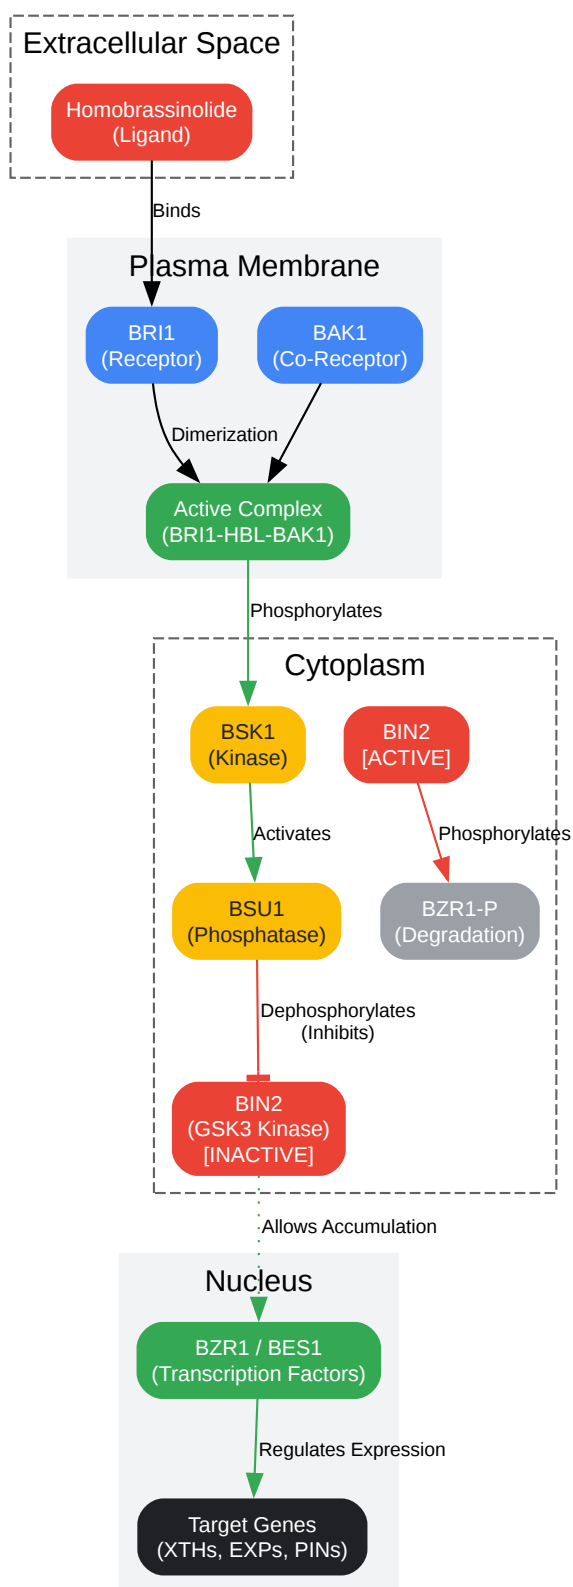 Extracellular Space
Homobrassinolide
(Ligand)
Binds
Plasma Membrane
BRI1
(Receptor)
BAK1
(Co-Receptor)
Dimerization
Active Complex
(BRI1-HBL-BAK1)
Phosphorylates
Cytoplasm
BSK1
(Kinase)
BIN2
[ACTIVE]
Activates
Phosphorylates
BSU1
(Phosphatase)
BZR1-P
(Degradation)
Dephosphorylates
(Inhibits)
BIN2
(GSK3 Kinase)
[INACTIVE]
Allows Accumulation
Nucleus
BZR1 / BES1
(Transcription Factors)
Regulates Expression
Target Genes
(XTHs, EXPs, PINs)